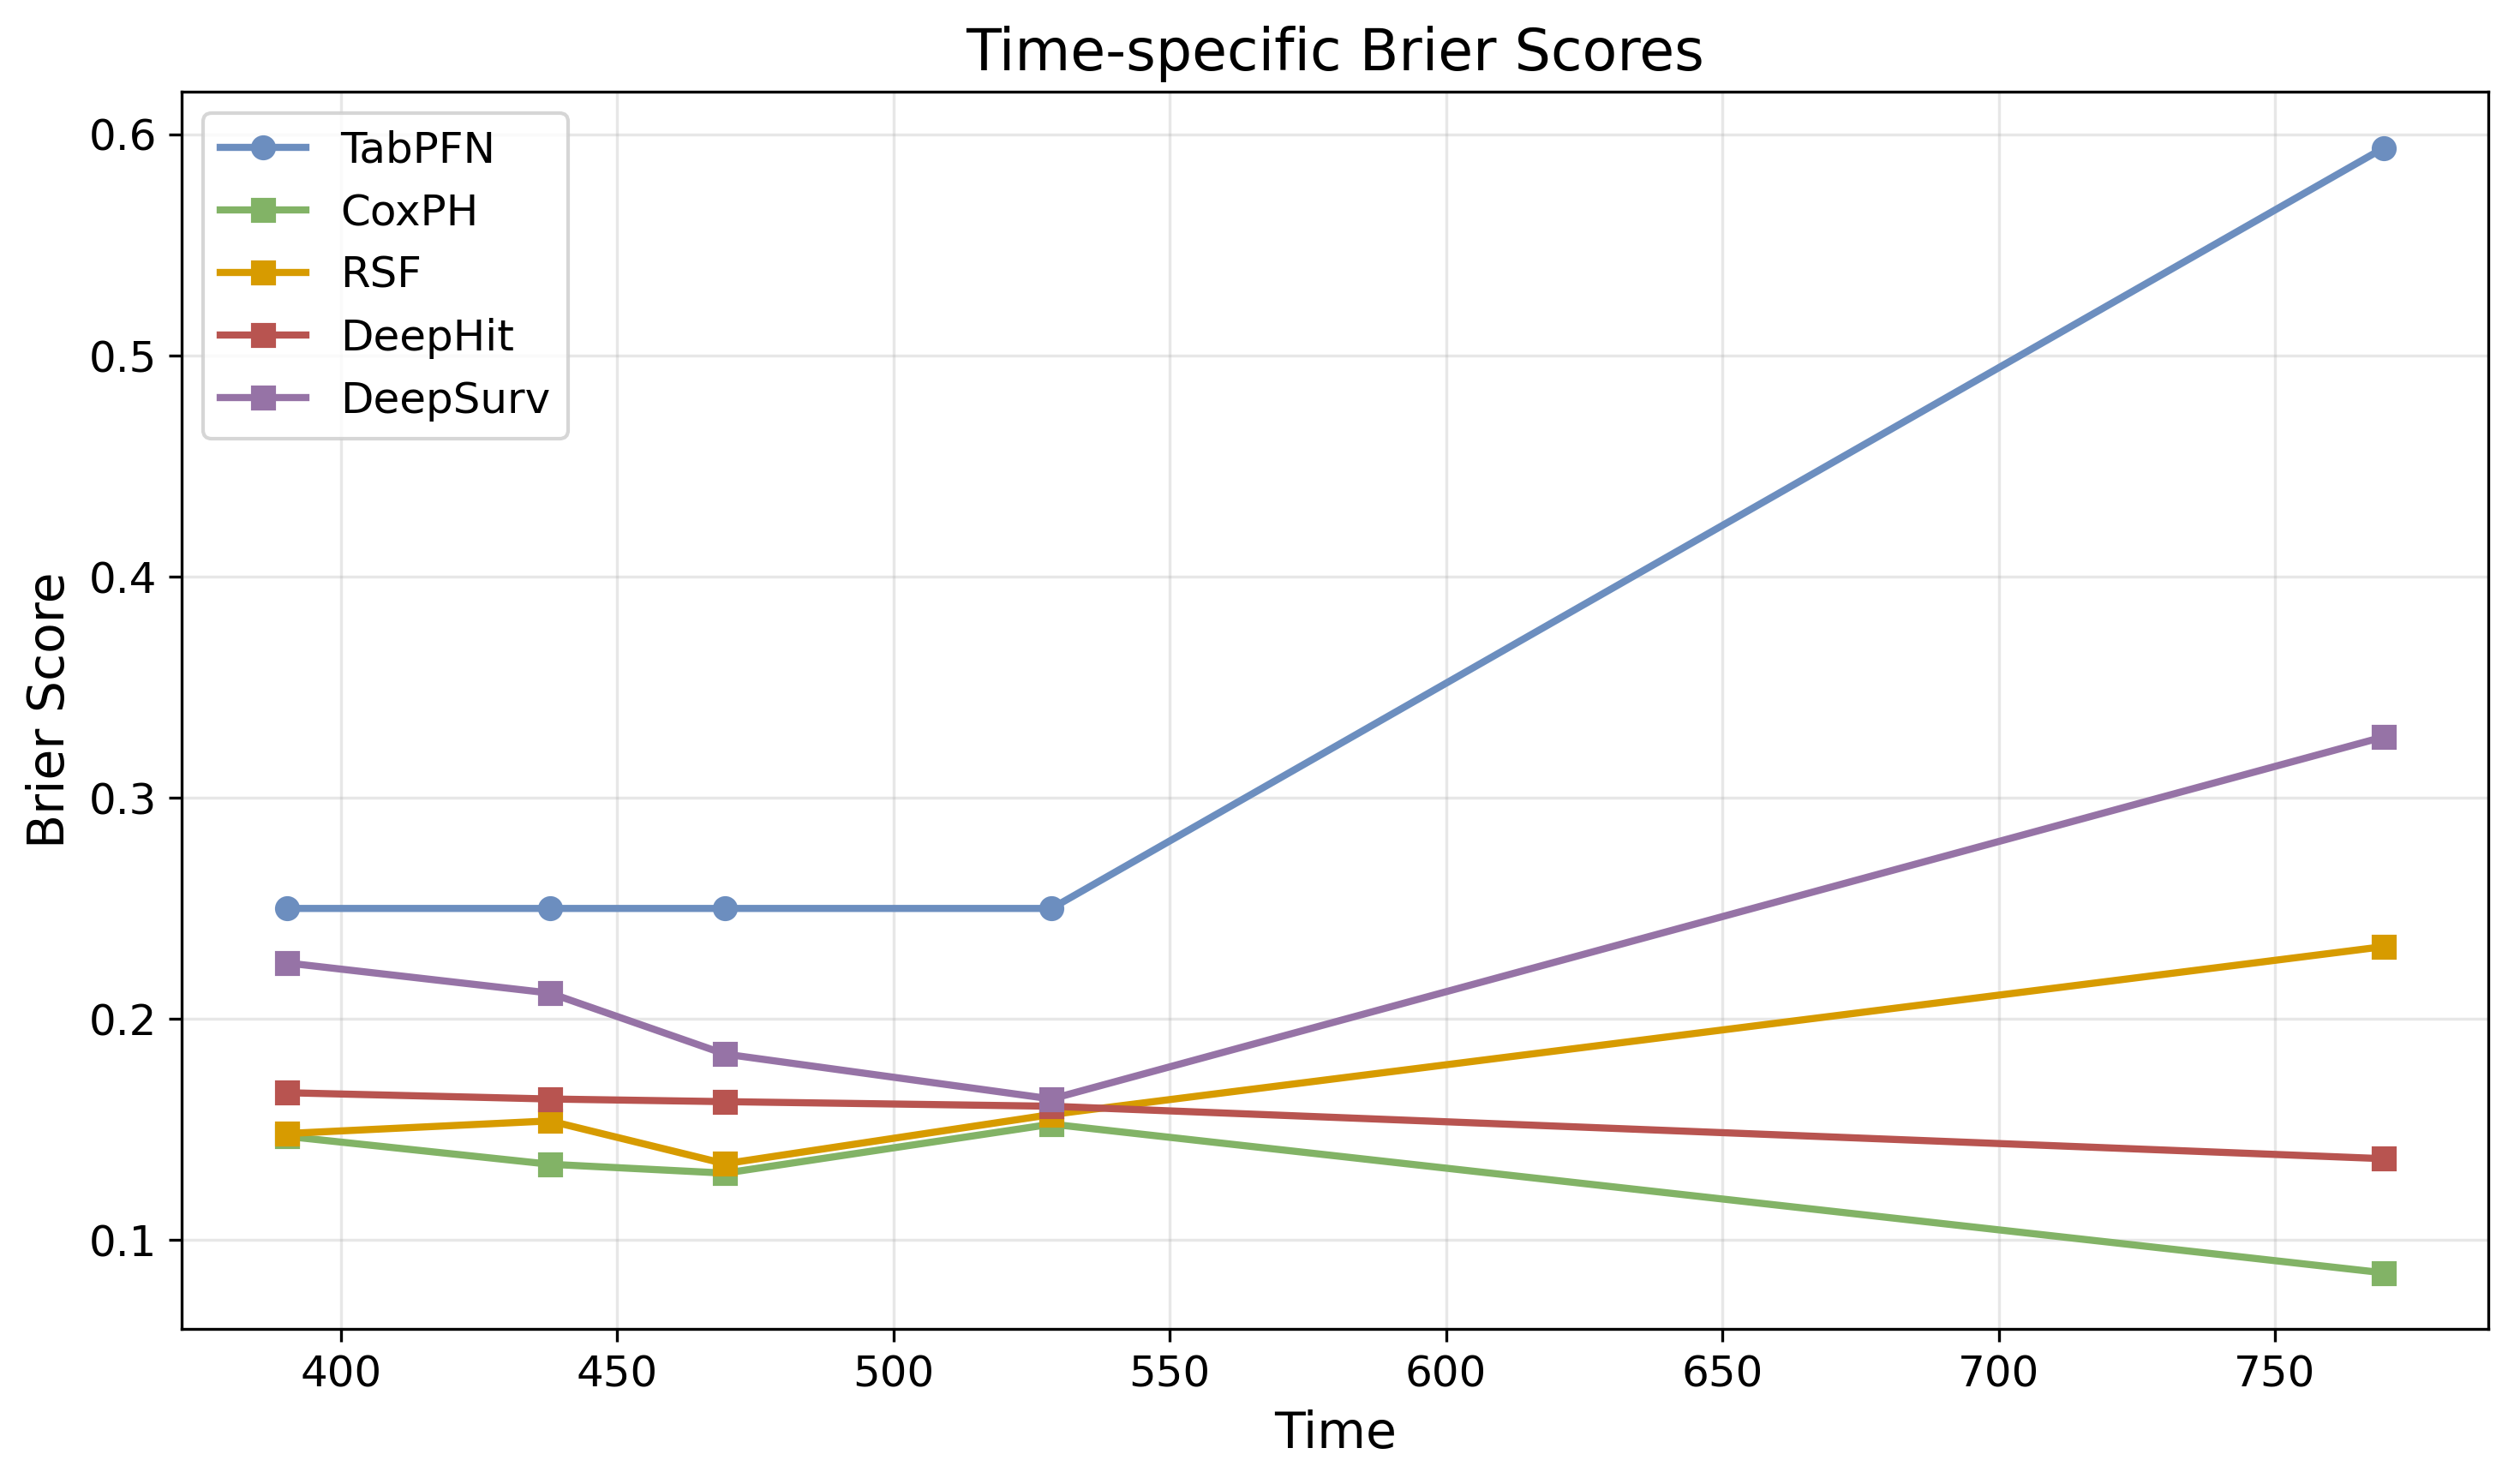 Time-specific Brier Scores
TabPFN
CoxPH
RSF
DeepHit
DeepSurv
Brier Score
0.6
0.5
0.4
0.3
0.2
0.1
400 450 500 550 600 650 700 750
Time